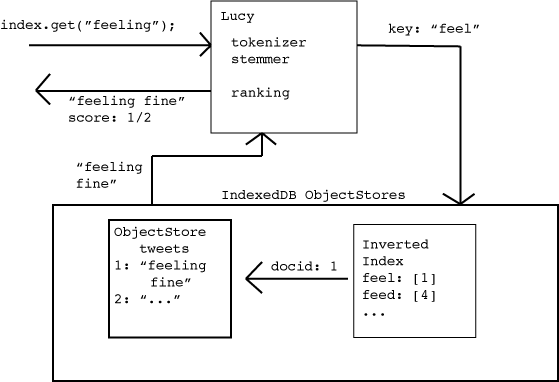 index.get("feeling");
Lucy
tokenizer
stemmer
ranking
key: "feel"
"feeling fine"
score: 1/2
"feeling
fine"
IndexedDB ObjectStores
ObjectStore
tweets
1: "feeling
fine"
2: "..."
docid: 1
Inverted
Index
feel: [1]
feed: [4]
...